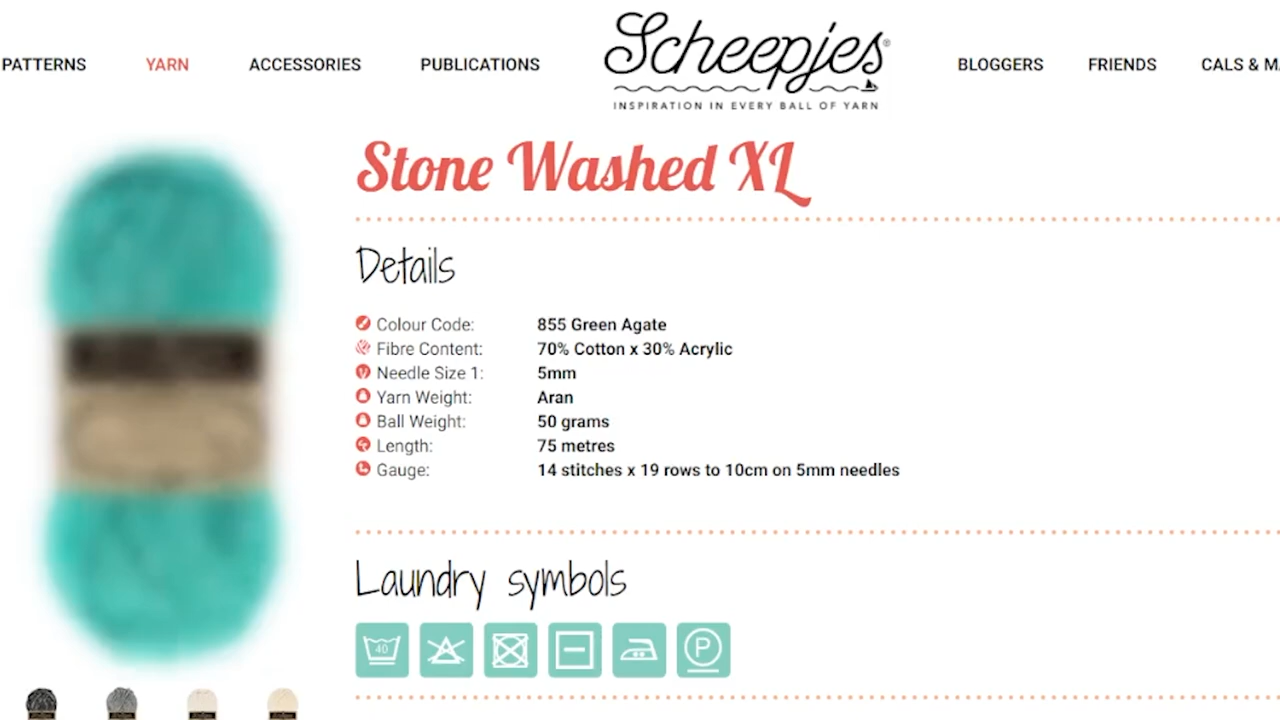 PATTERNS YARN ACCESSORIES PUBLICATIONS Scheepjes® BLOGGERS FRIENDS CALS & M
INSPIRATION IN EVERY BALL OF YARN
Stone Washed XL
Details
Colour Code: 855 Green Agate
Fibre Content: 70% Cotton x 30% Acrylic
Needle Size 1: 5mm
Yarn Weight: Aran
Ball Weight: 50 grams
Length: 75 metres
Gauge: 14 stitches x 19 rows to 10cm on 5mm needles
Laundry symbols
40 P